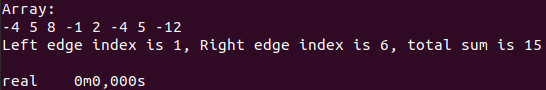 Array:
-4 5 8 -1 2 -4 5 -12
Left edge index is 1, Right edge index is 6, total sum is 15
real    0m0,000s